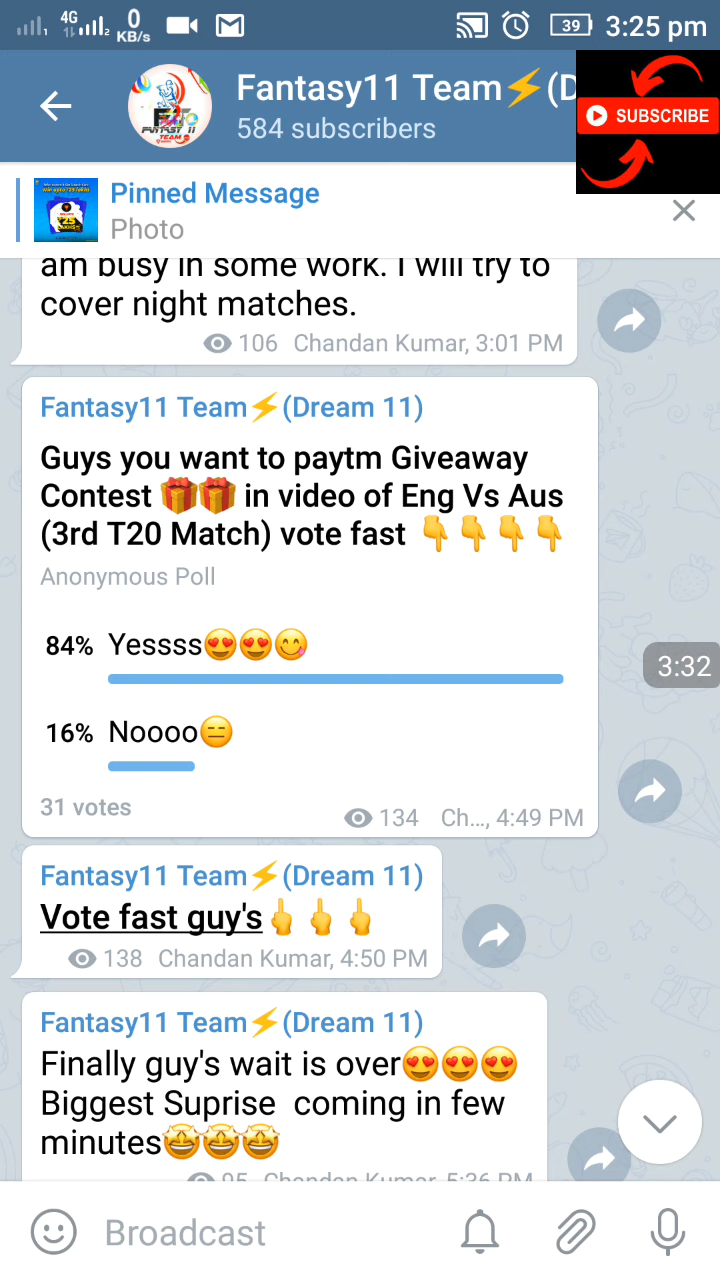 4G 0 KB/s 39 3:25 pm
Fantasy11 Team⚡(D
584 subscribers
SUBSCRIBE
Pinned Message
Photo
am busy in some work. I will try to
cover night matches.
106 Chandan Kumar, 3:01 PM
Fantasy11 Team⚡(Dream 11)
Guys you want to paytm Giveaway
Contest 🎁🎁 in video of Eng Vs Aus
(3rd T20 Match) vote fast 👇👇👇👇
Anonymous Poll
84% Yessss😍😍😋
16% Noooo😑
31 votes
134 Ch..., 4:49 PM
3:32
Fantasy11 Team⚡(Dream 11)
Vote fast guy's🖕🖕🖕
138 Chandan Kumar, 4:50 PM
Fantasy11 Team⚡(Dream 11)
Finally guy's wait is over😍😍😍
Biggest Suprise coming in few
minutes🤩🤩🤩
95 Chandan Kumar, 5:36 PM
Broadcast